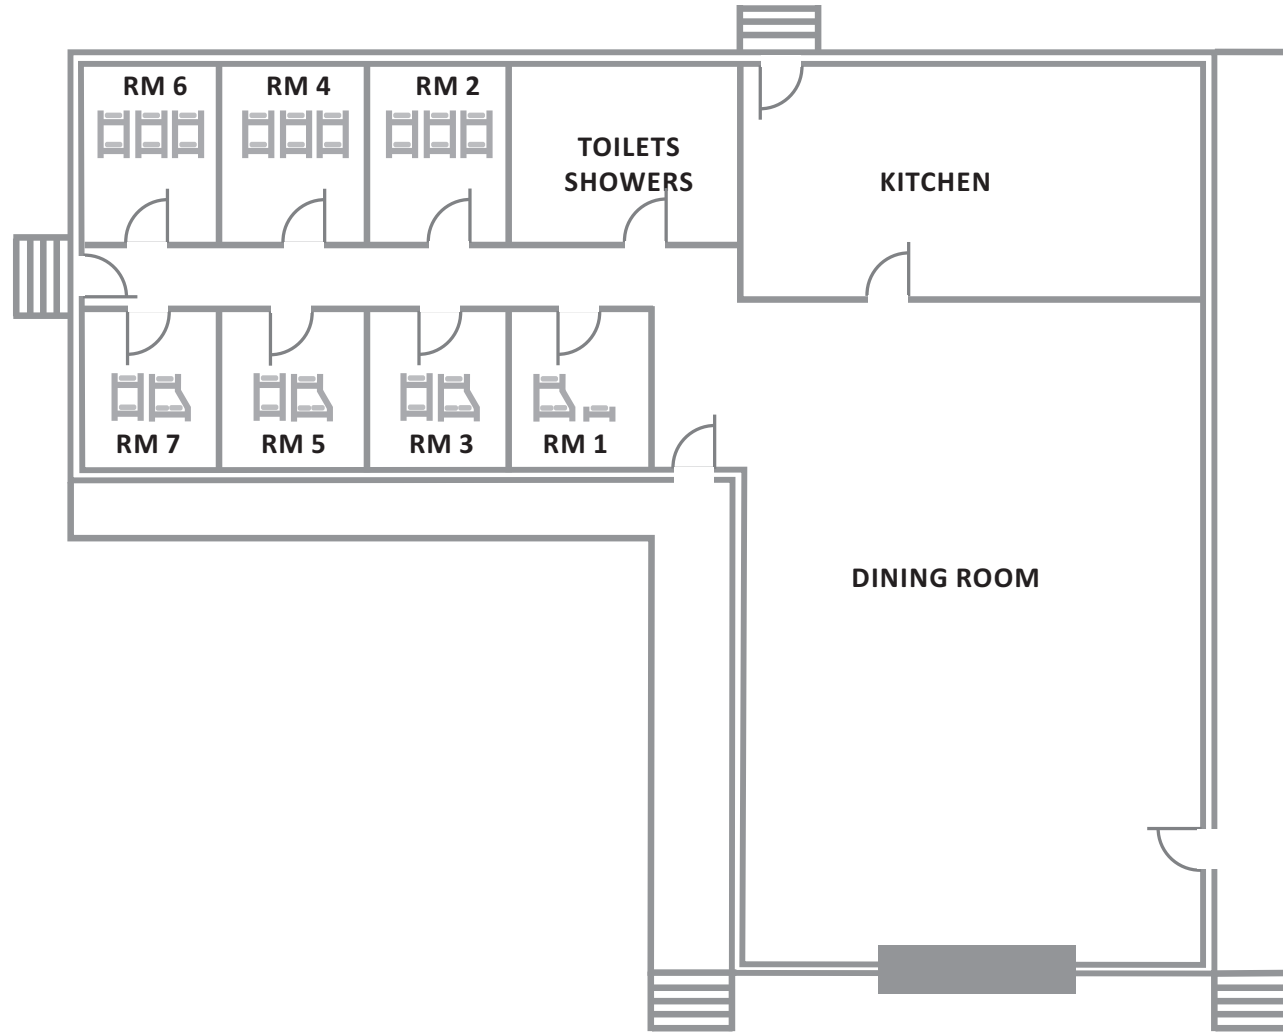 RM 6
RM 4
RM 2
TOILETS
SHOWERS
KITCHEN
RM 7
RM 5
RM 3
RM 1
DINING ROOM